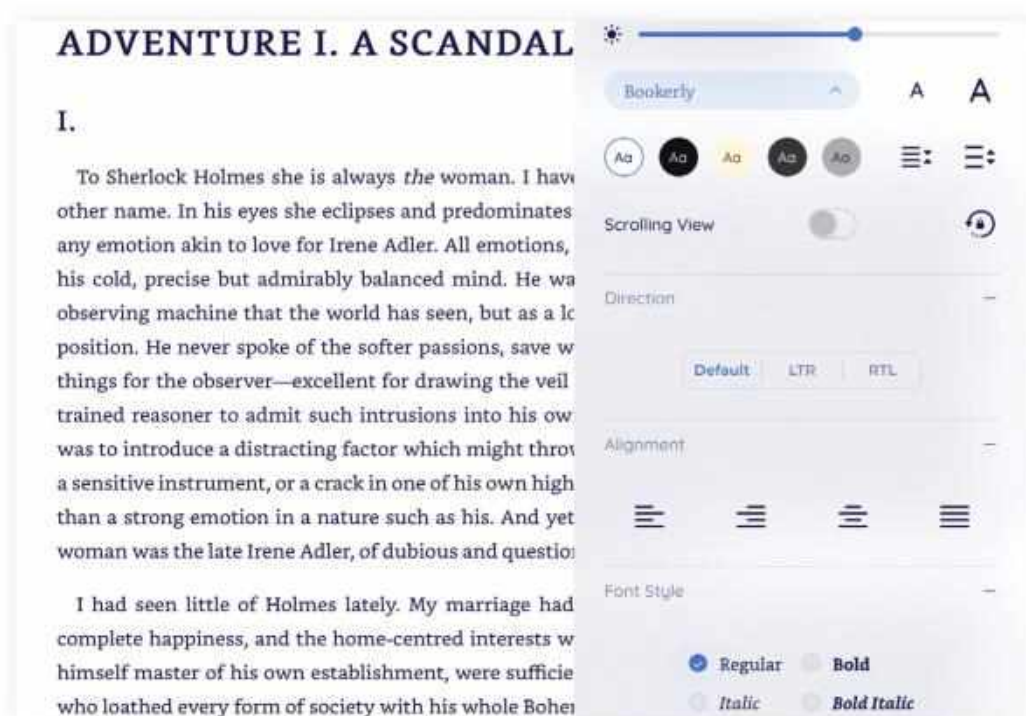 ADVENTURE I. A SCANDAL
I.
To Sherlock Holmes she is always the woman. I have
other name. In his eyes she eclipses and predominates
any emotion akin to love for Irene Adler. All emotions,
his cold, precise but admirably balanced mind. He wa
observing machine that the world has seen, but as a lo
position. He never spoke of the softer passions, save w
things for the observer—excellent for drawing the veil
trained reasoner to admit such intrusions into his ow
was to introduce a distracting factor which might throw
a sensitive instrument, or a crack in one of his own high
than a strong emotion in a nature such as his. And yet
woman was the late Irene Adler, of dubious and question
I had seen little of Holmes lately. My marriage had
complete happiness, and the home-centred interests w
himself master of his own establishment, were sufficie
who loathed every form of society with his whole Bohem
Bookerly
A A
Aa Aa Aa Aa Aa
Scrolling View
Direction
Default LTR RTL
Alignment
Font Style
Regular Bold
Italic Bold Italic